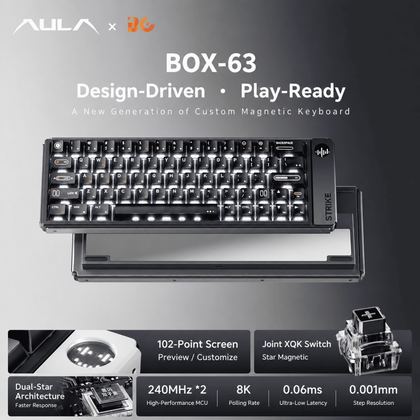 AULA ×
BOX-63
Design-Driven • Play-Ready
A New Generation of Custom Magnetic Keyboard
BACKSPACE
STRIKE
102-Point Screen
Preview / Customize
Joint XQK Switch
Star Magnetic
Dual-Star
Architecture
Faster Response
240MHz *2
High-Performance MCU
8K
Polling Rate
0.06ms
Ultra-Low Latency
0.001mm
Step Resolution